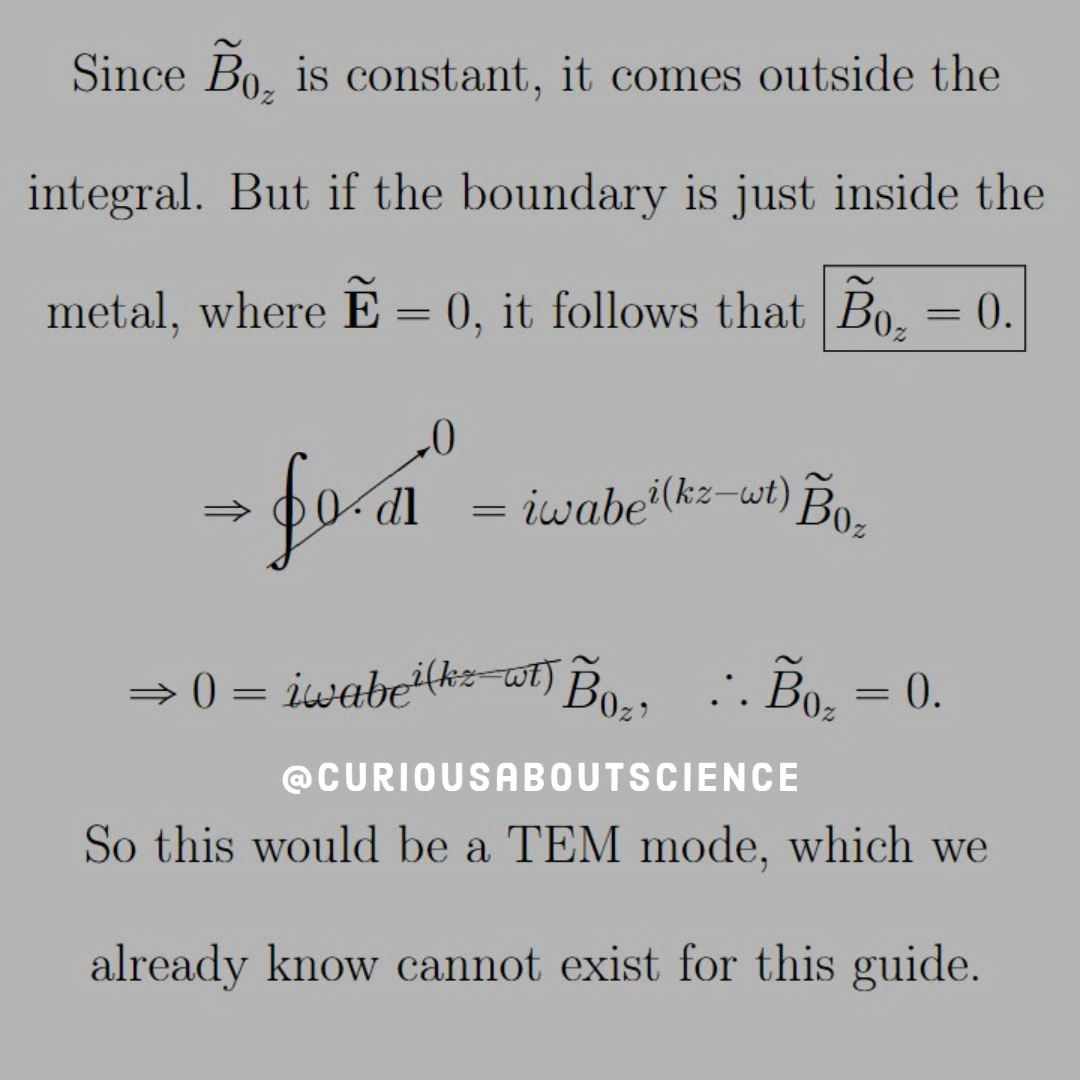 Since B̃₀_z is constant, it comes outside the
integral. But if the boundary is just inside the
metal, where Ẽ = 0, it follows that B̃₀_z = 0.
⇒ ∮ 0 · dl 0 = iωabe^{i(kz−ωt)} B̃₀_z
⇒ 0 = iωabe^{i(kz−ωt)} B̃₀_z, ∴ B̃₀_z = 0.
@CURIOUSABOUTSCIENCE
So this would be a TEM mode, which we
already know cannot exist for this guide.